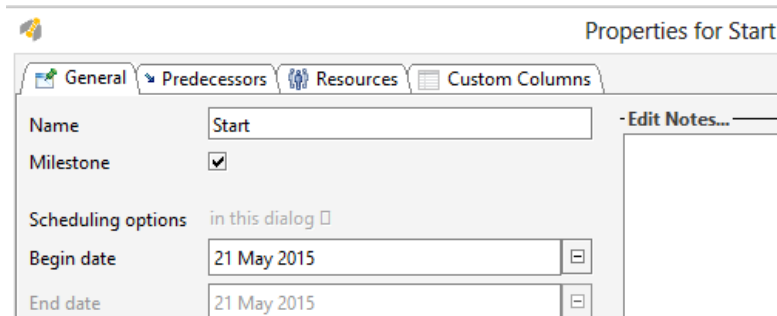 Properties for Start
General Predecessors Resources Custom Columns
Name Start
Edit Notes...
Milestone
Scheduling options in this dialog
Begin date 21 May 2015
End date 21 May 2015